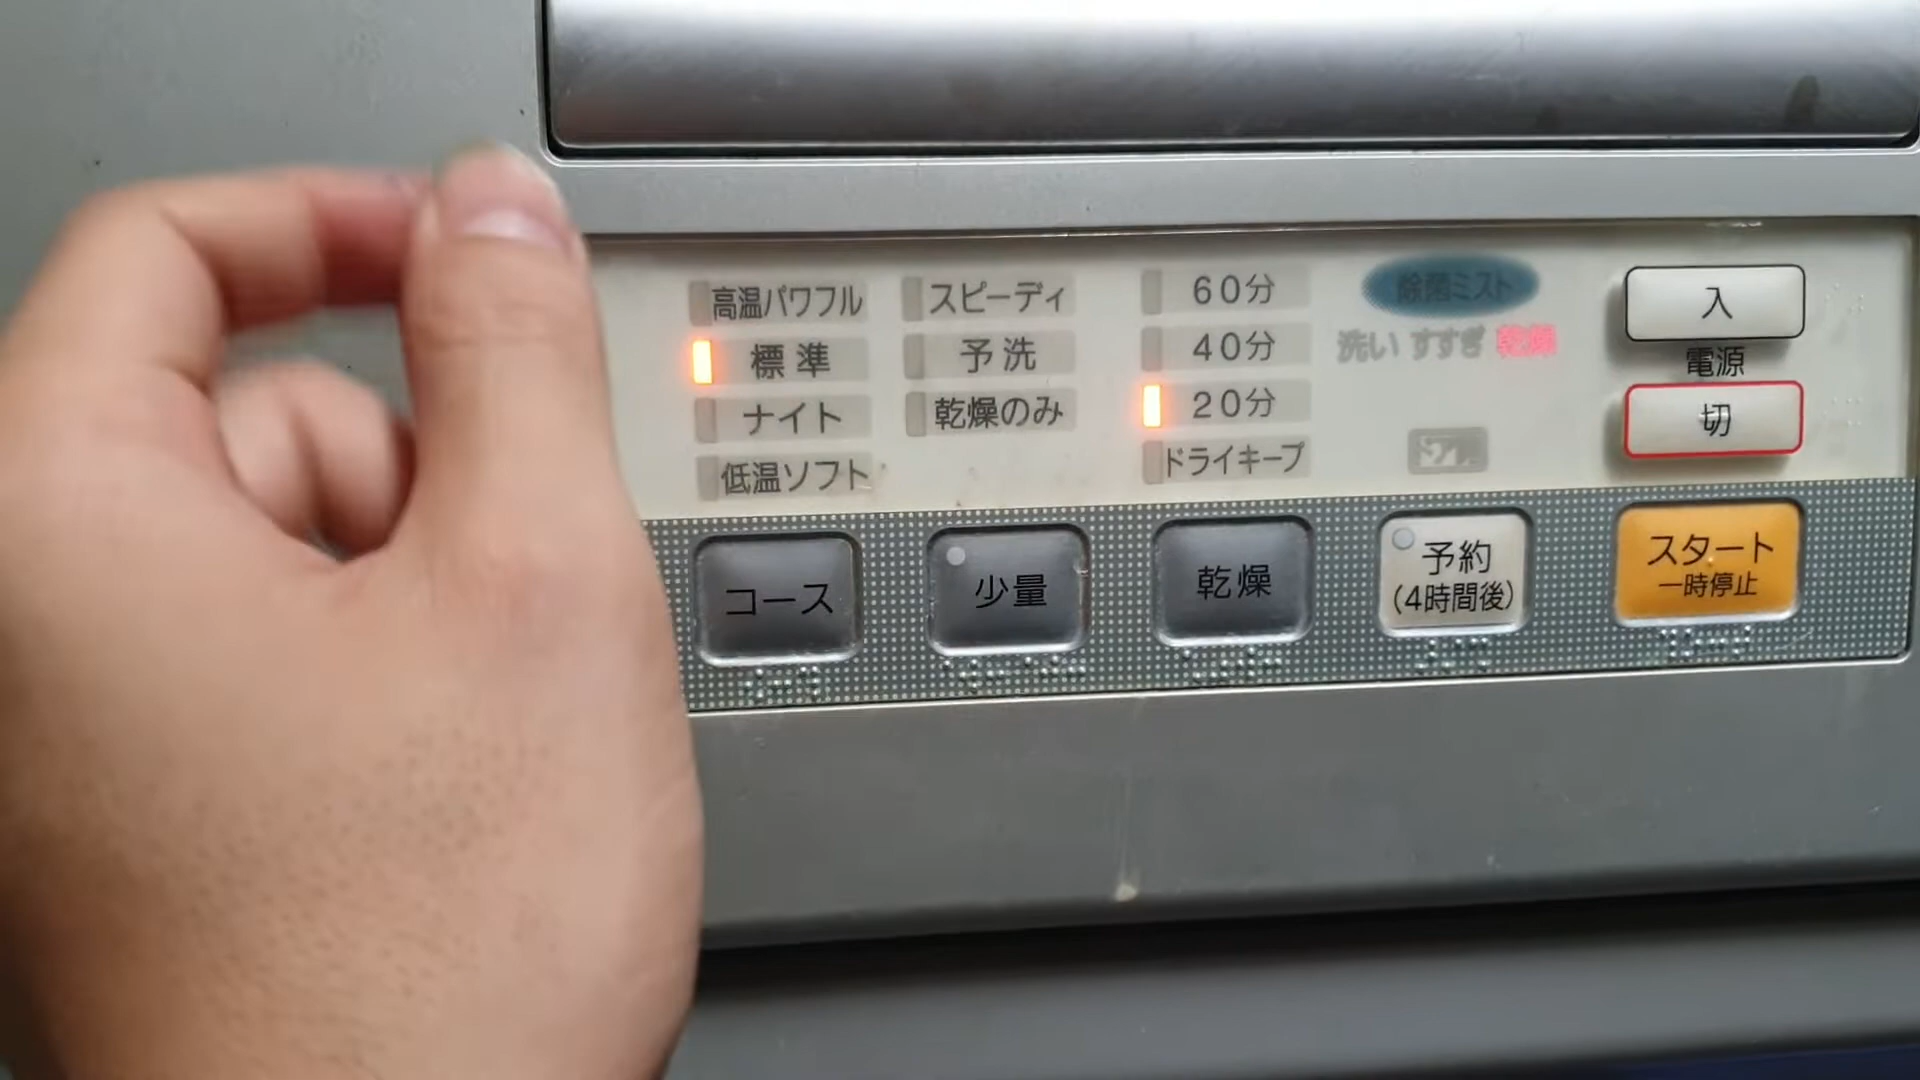 高温パワフル
標準
ナイト
低温ソフト
スピーディ
予洗
乾燥のみ
60分
40分
20分
ドライキープ
除菌ミスト
洗い すすぎ 乾燥
入
電源
切
コース
少量
乾燥
予約
(4時間後)
スタート
一時停止